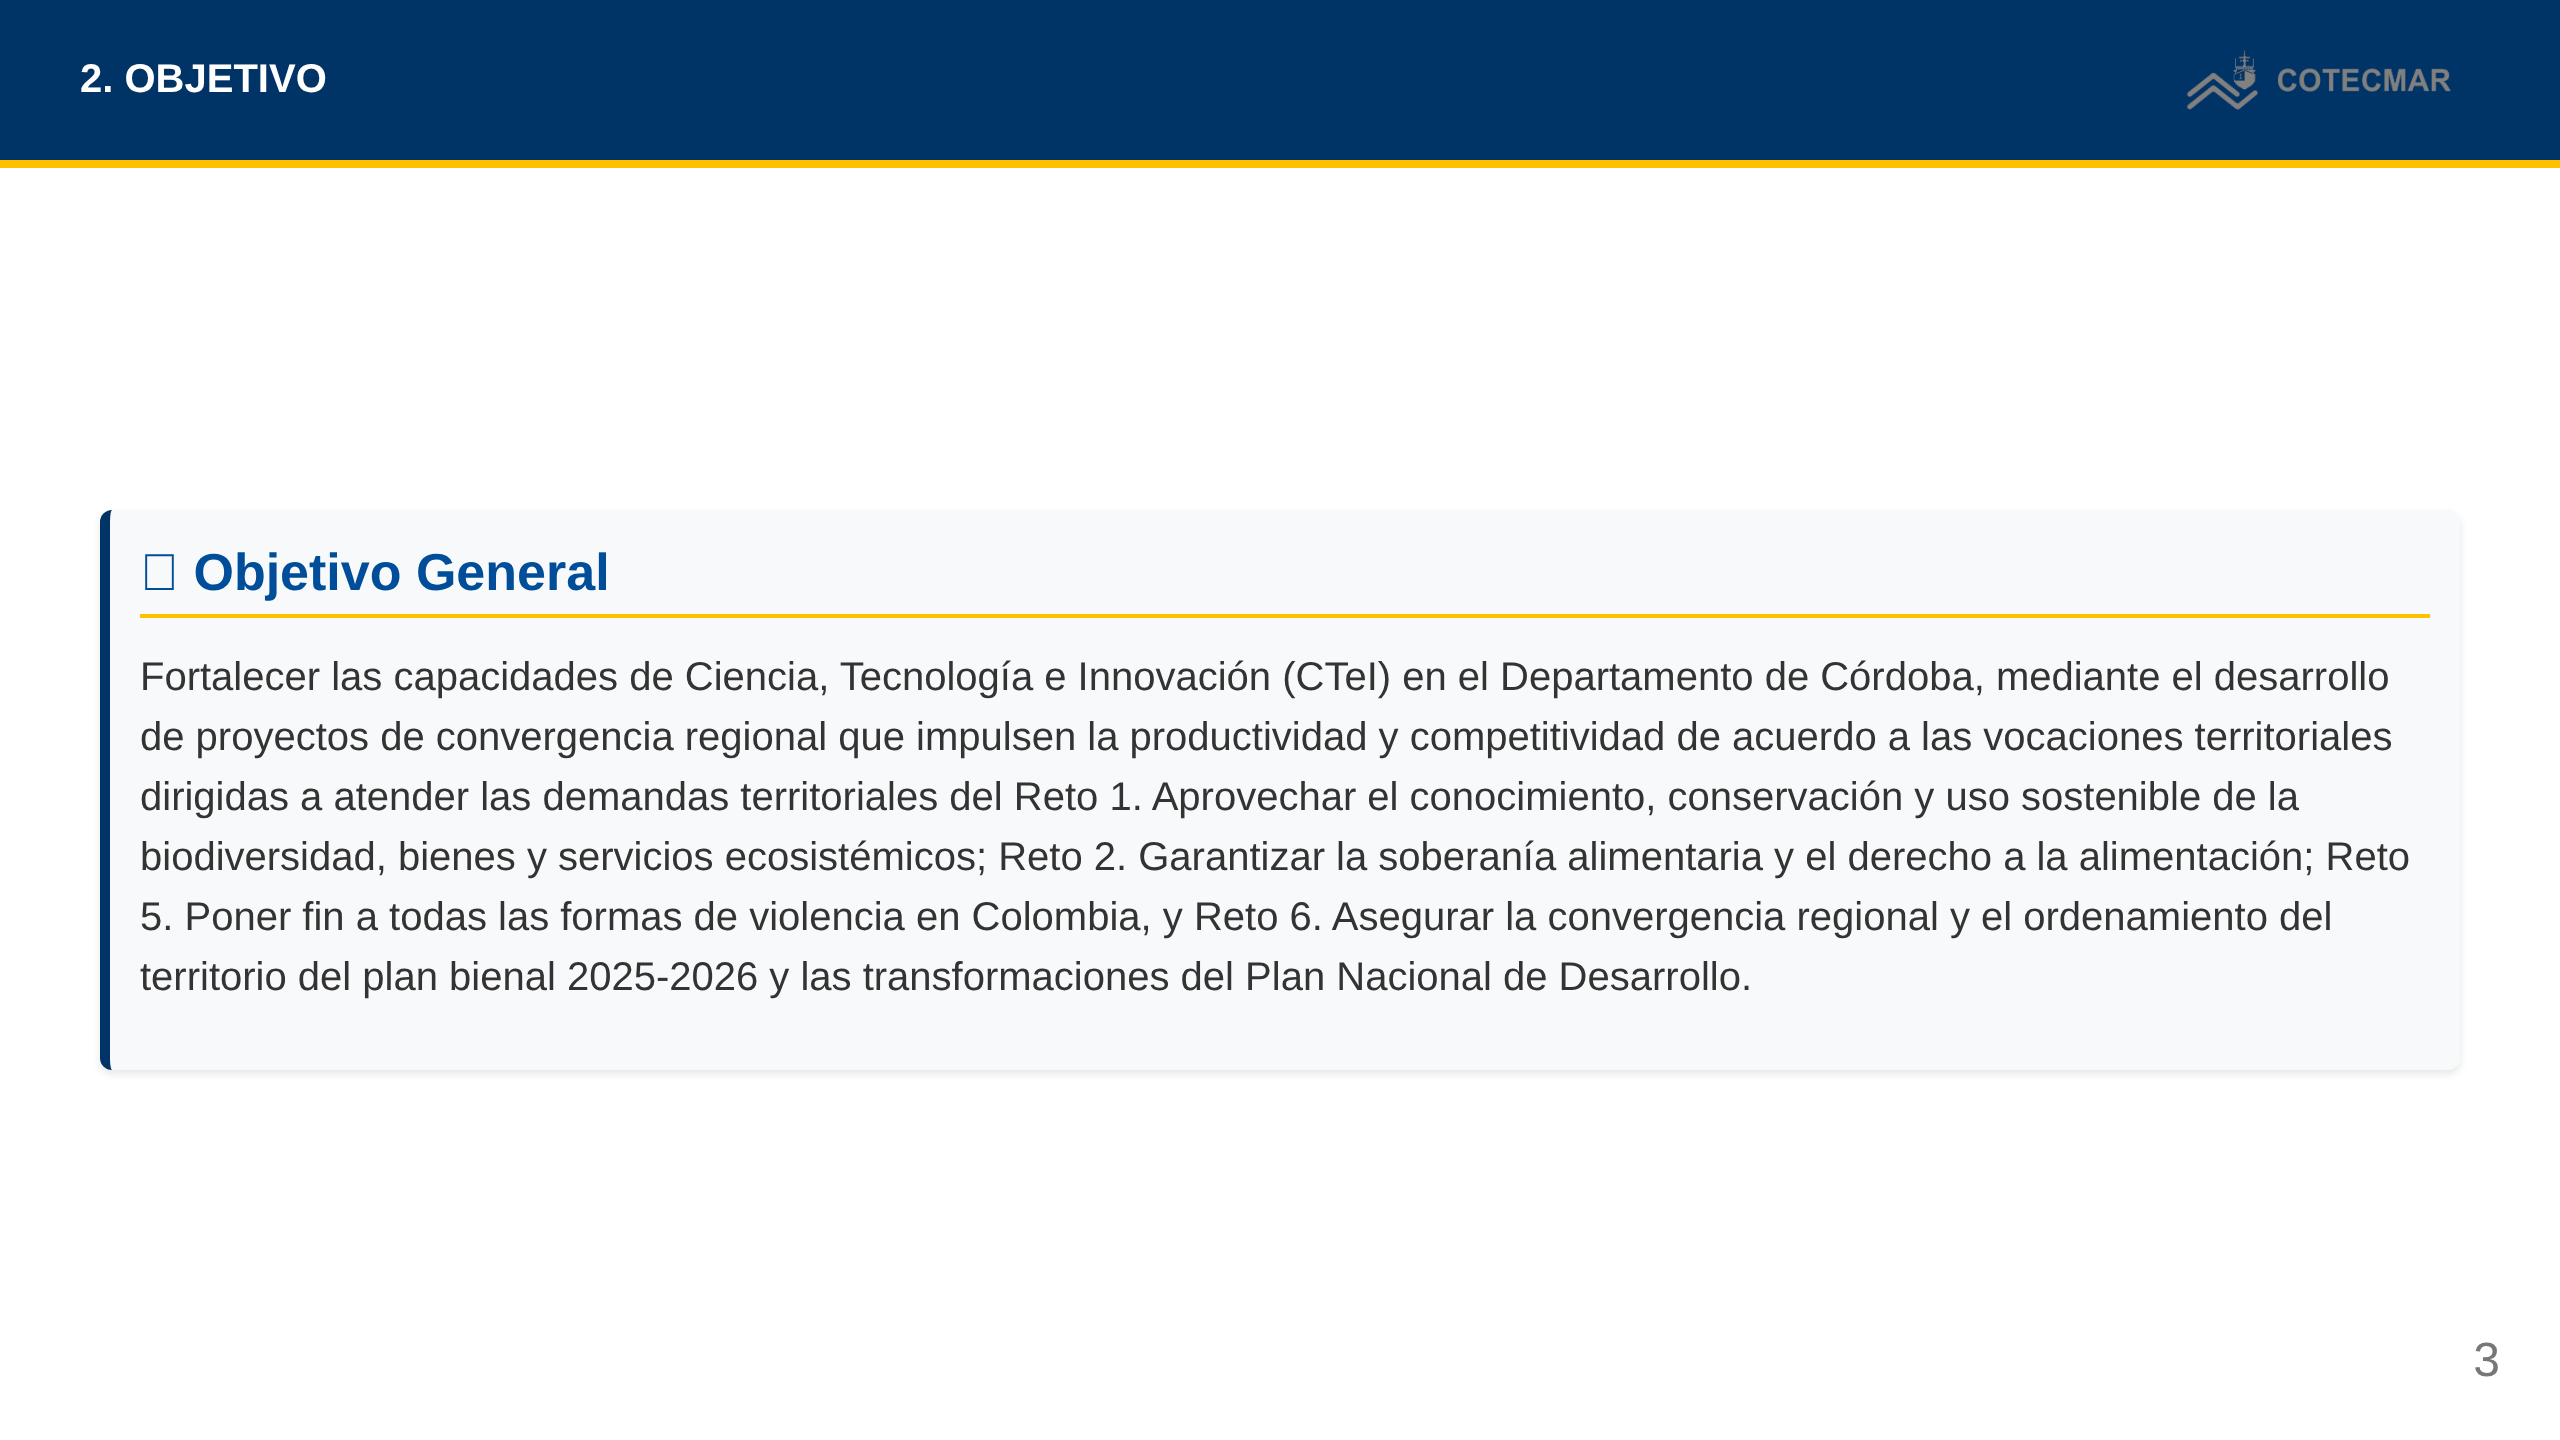 2. OBJETIVO
COTECMAR
Objetivo General
Fortalecer las capacidades de Ciencia, Tecnología e Innovación (CTeI) en el Departamento de Córdoba, mediante el desarrollo
de proyectos de convergencia regional que impulsen la productividad y competitividad de acuerdo a las vocaciones territoriales
dirigidas a atender las demandas territoriales del Reto 1. Aprovechar el conocimiento, conservación y uso sostenible de la
biodiversidad, bienes y servicios ecosistémicos; Reto 2. Garantizar la soberanía alimentaria y el derecho a la alimentación; Reto
5. Poner fin a todas las formas de violencia en Colombia, y Reto 6. Asegurar la convergencia regional y el ordenamiento del
territorio del plan bienal 2025-2026 y las transformaciones del Plan Nacional de Desarrollo.
3